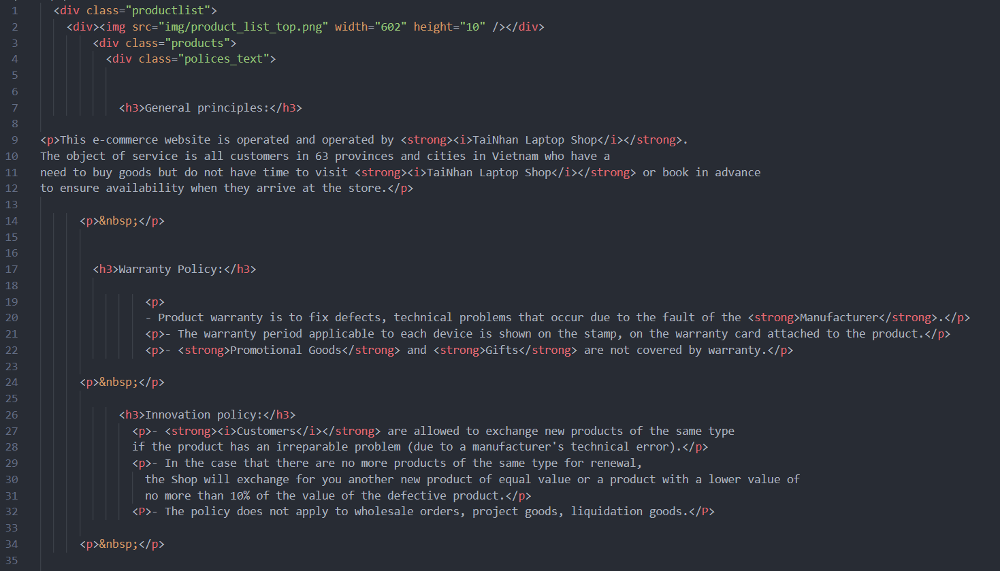 1 <div class="productlist">
2 <div><img src="img/product_list_top.png" width="602" height="10" /></div>
3 <div class="products">
4 <div class="polices_text">
5
6
7 <h3>General principles:</h3>
8
9 <p>This e-commerce website is operated and operated by <strong><i>TaiNhan Laptop Shop</i></strong>.
10 The object of service is all customers in 63 provinces and cities in Vietnam who have a
11 need to buy goods but do not have time to visit <strong><i>TaiNhan Laptop Shop</i></strong> or book in advance
12 to ensure availability when they arrive at the store.</p>
13
14 <p>&nbsp;</p>
15
16
17 <h3>Warranty Policy:</h3>
18
19 <p>
20 - Product warranty is to fix defects, technical problems that occur due to the fault of the <strong>Manufacturer</strong>.</p>
21 <p>- The warranty period applicable to each device is shown on the stamp, on the warranty card attached to the product.</p>
22 <p>- <strong>Promotional Goods</strong> and <strong>Gifts</strong> are not covered by warranty.</p>
23
24 <p>&nbsp;</p>
25
26 <h3>Innovation policy:</h3>
27 <p>- <strong><i>Customers</i></strong> are allowed to exchange new products of the same type
28 if the product has an irreparable problem (due to a manufacturer's technical error).</p>
29 <p>- In the case that there are no more products of the same type for renewal,
30 the Shop will exchange for you another new product of equal value or a product with a lower value of
31 no more than 10% of the value of the defective product.</p>
32 <P>- The policy does not apply to wholesale orders, project goods, liquidation goods.</P>
33
34 <p>&nbsp;</p>
35